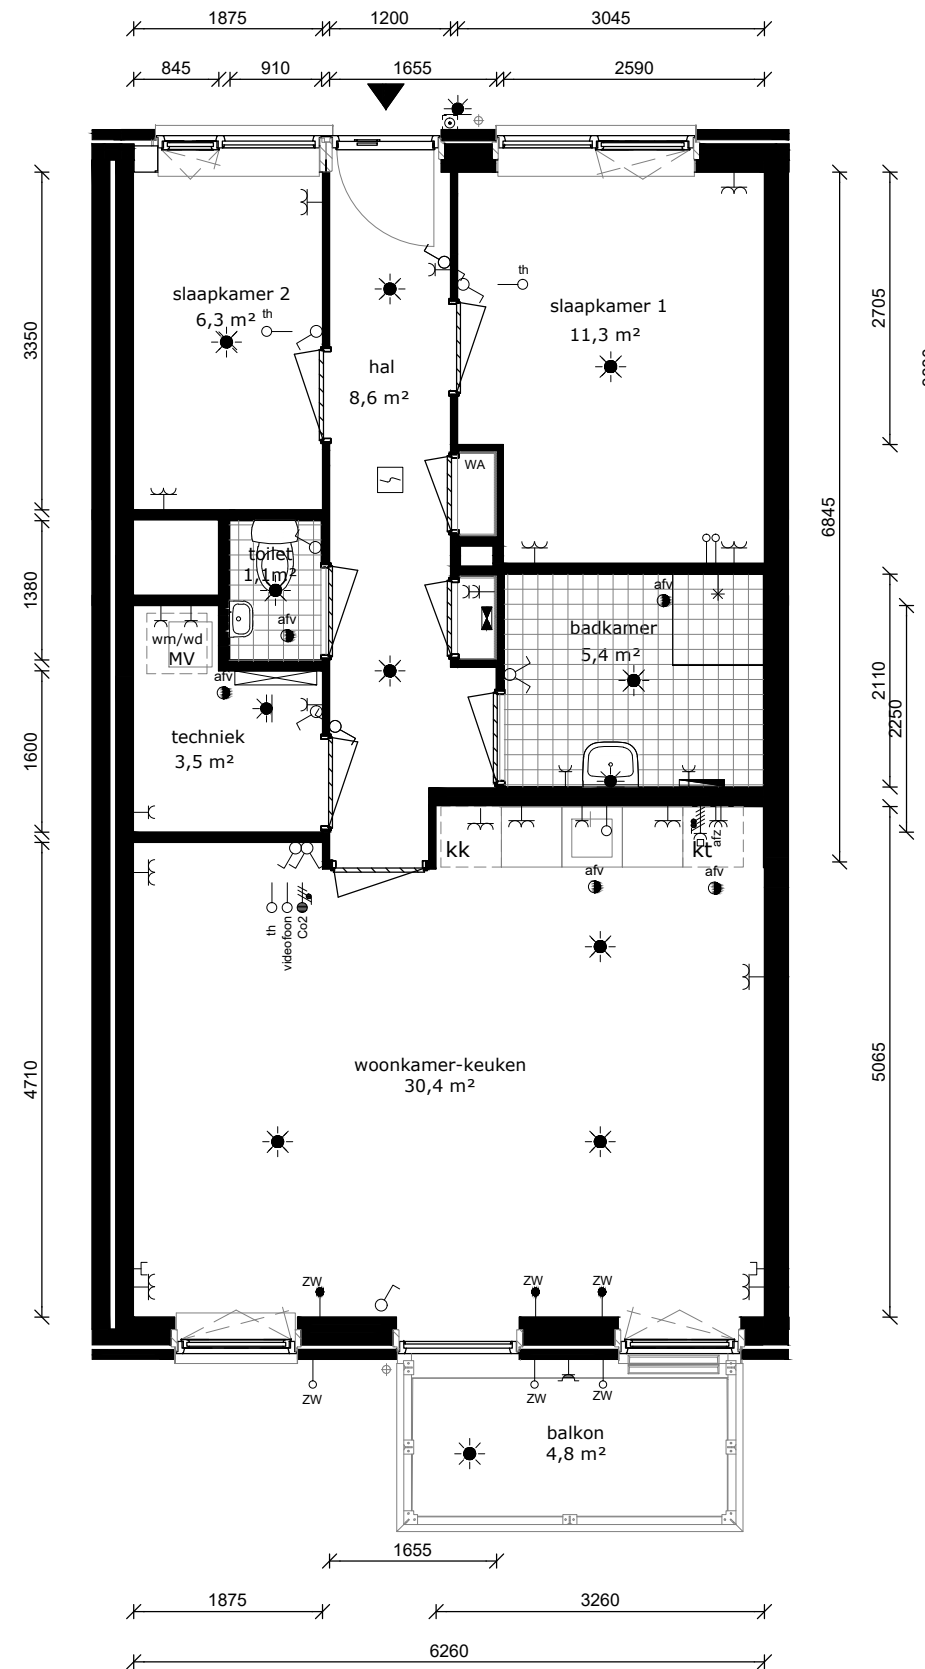 1875
1200
3045
845
910
1655
2590
slaapkamer 2
6,3 m²
th
th
slaapkamer 1
11,3 m²
hal
8,6 m²
3350
2705
WA
6845
toilet
1,1m²
afv
afv
1380
badkamer
5,4 m²
wm/wd
MV
afv
2110
2250
techniek
3,5 m²
1600
kk
kt
afz
afv
afv
th
videofoon
Co2
woonkamer-keuken
30,4 m²
4710
5065
ZW
ZW
ZW
ZW
ZW
ZW
balkon
4,8 m²
1655
1875
3260
6260